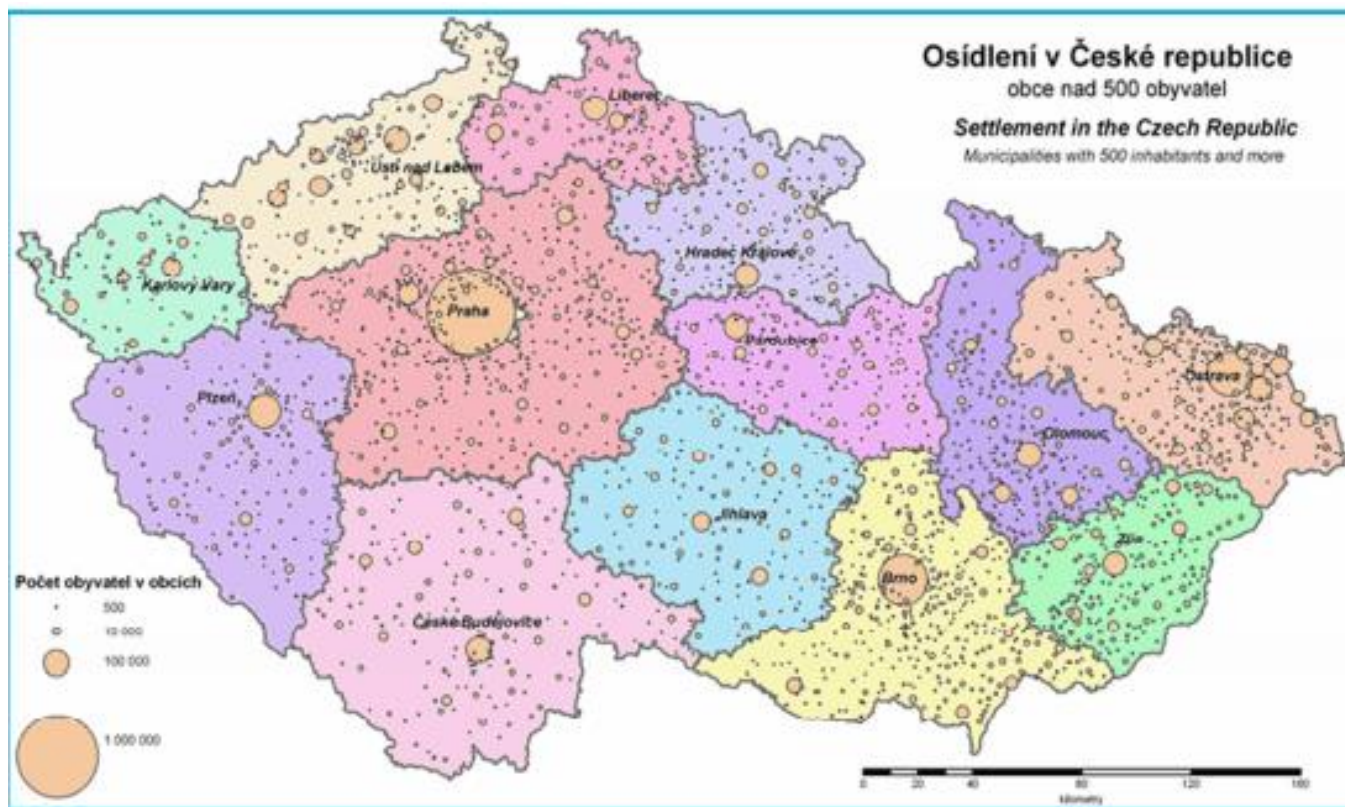 Osídlení v České republice
obce nad 500 obyvatel
Settlement in the Czech Republic
Municipalities with 500 inhabitants and more
Liberec
Ústí nad Labem
Karlovy Vary
Hradec Králové
Praha
Pardubice
Plzeň
Ostrava
Olomouc
Jihlava
Zlín
Brno
České Budějovice
Počet obyvatel v obcích
500
10 000
100 000
1 000 000
0 20 40 80 120 160
kilometry